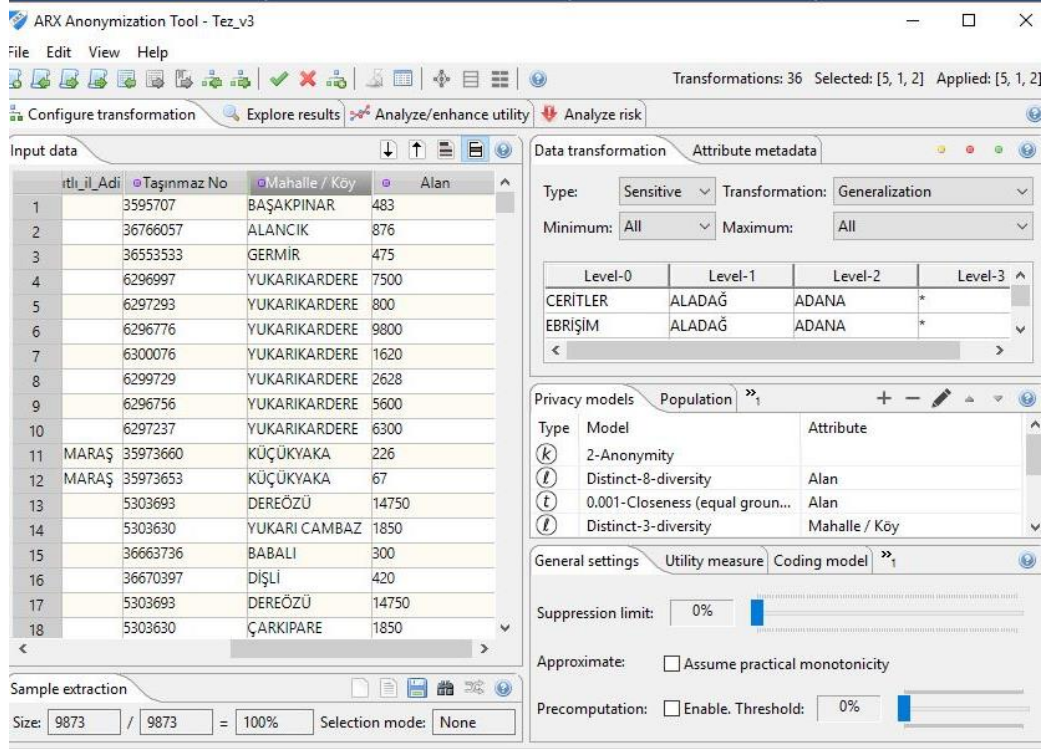 ARX Anonymization Tool - Tez_v3
File Edit View Help
Transformations: 36 Selected: [5, 1, 2] Applied: [5, 1, 2]
Configure transformation Explore results Analyze/enhance utility Analyze risk
Input data
ıtlı_il_Adi Taşınmaz No Mahalle / Köy Alan
1 3595707 BAŞAKPINAR 483
2 36766057 ALANCIK 876
3 36553533 GERMİR 475
4 6296997 YUKARIKARDERE 7500
5 6297293 YUKARIKARDERE 800
6 6296776 YUKARIKARDERE 9800
7 6300076 YUKARIKARDERE 1620
8 6299729 YUKARIKARDERE 2628
9 6296756 YUKARIKARDERE 5600
10 6297237 YUKARIKARDERE 6300
11 MARAŞ 35973660 KÜÇÜKYAKA 226
12 MARAŞ 35973653 KÜÇÜKYAKA 67
13 5303693 DEREÖZÜ 14750
14 5303630 YUKARI CAMBAZ 1850
15 36663736 BABALI 300
16 36670397 DİŞLİ 420
17 5303693 DEREÖZÜ 14750
18 5303630 ÇARKIPARE 1850
Sample extraction
Size: 9873 / 9873 = 100% Selection mode: None
Data transformation Attribute metadata
Type: Sensitive Transformation: Generalization
Minimum: All Maximum: All
Level-0 Level-1 Level-2 Level-3
CERİTLER ALADAĞ ADANA *
EBRİŞİM ALADAĞ ADANA *
Privacy models Population »1
Type Model Attribute
k 2-Anonymity
ℓ Distinct-8-diversity Alan
t 0.001-Closeness (equal groun... Alan
ℓ Distinct-3-diversity Mahalle / Köy
General settings Utility measure Coding model »1
Suppression limit: 0%
Approximate: Assume practical monotonicity
Precomputation: Enable. Threshold: 0%